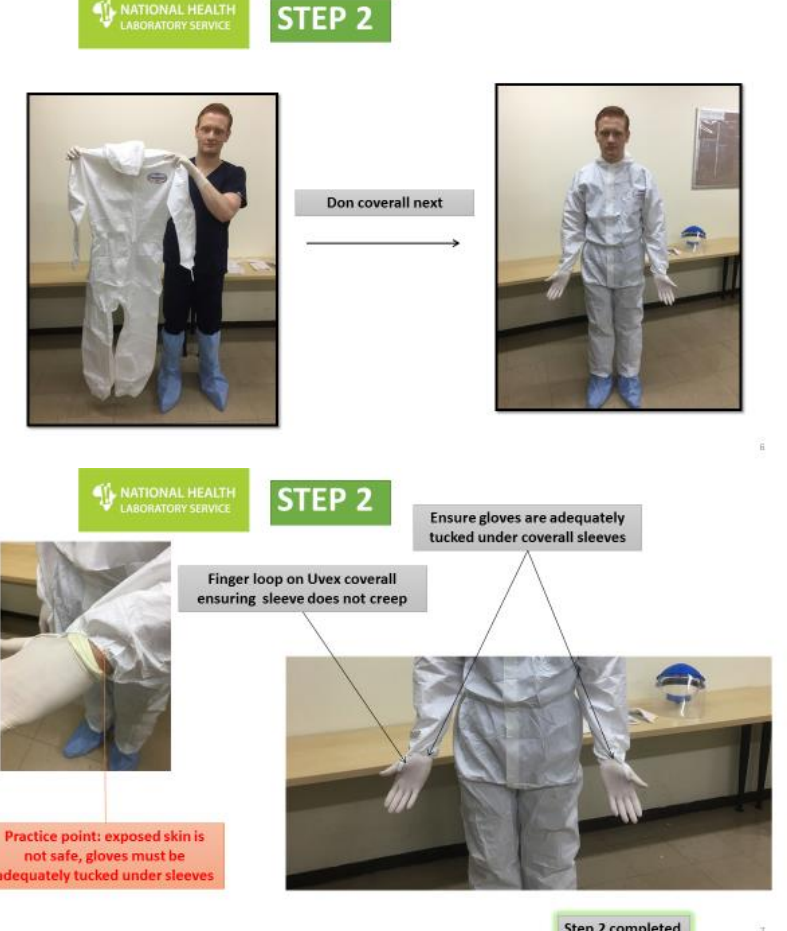 NATIONAL HEALTH
LABORATORY SERVICE
STEP 2
Don coverall next
6
NATIONAL HEALTH
LABORATORY SERVICE
STEP 2
Ensure gloves are adequately
tucked under coverall sleeves
Finger loop on Uvex coverall
ensuring sleeve does not creep
Practice point: exposed skin is
not safe, gloves must be
adequately tucked under sleeves
Step 2 completed